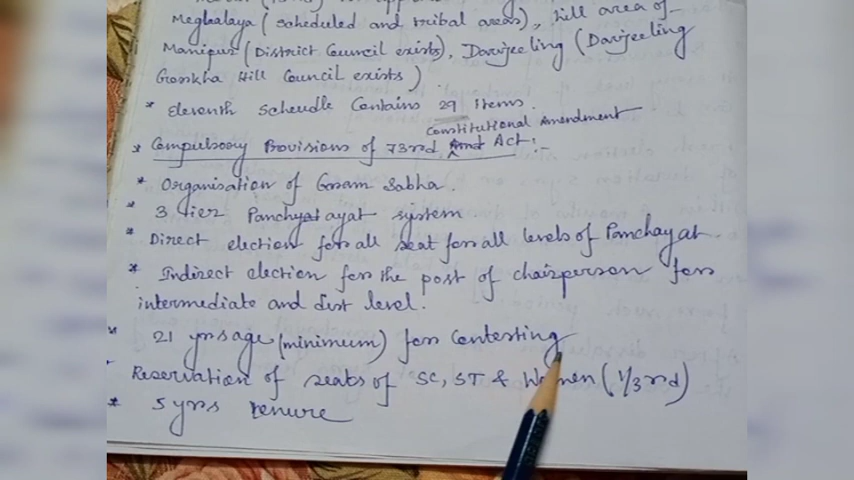 Meghalaya (scheduled and tribal areas), hill area of
Manipur (District Council exists), Darjeeling (Darjeeling
Gorkha Hill Council exists)
* Eleventh Scheudle Contains 29 items.
Constitutional Amendment
* Compulsory Provisions of 73rd Act:-
* Organisation of Gram Sabha.
* 3 tier Panchyatayat system
* Direct election for all seat for all levels of Panchayat
* Indirect election for the post of chairperson for
intermediate and dist level.
* 21 yrs age (minimum) for Contesting
Reservation of seats of SC, ST & Women (1/3rd)
* 5 yrs tenure